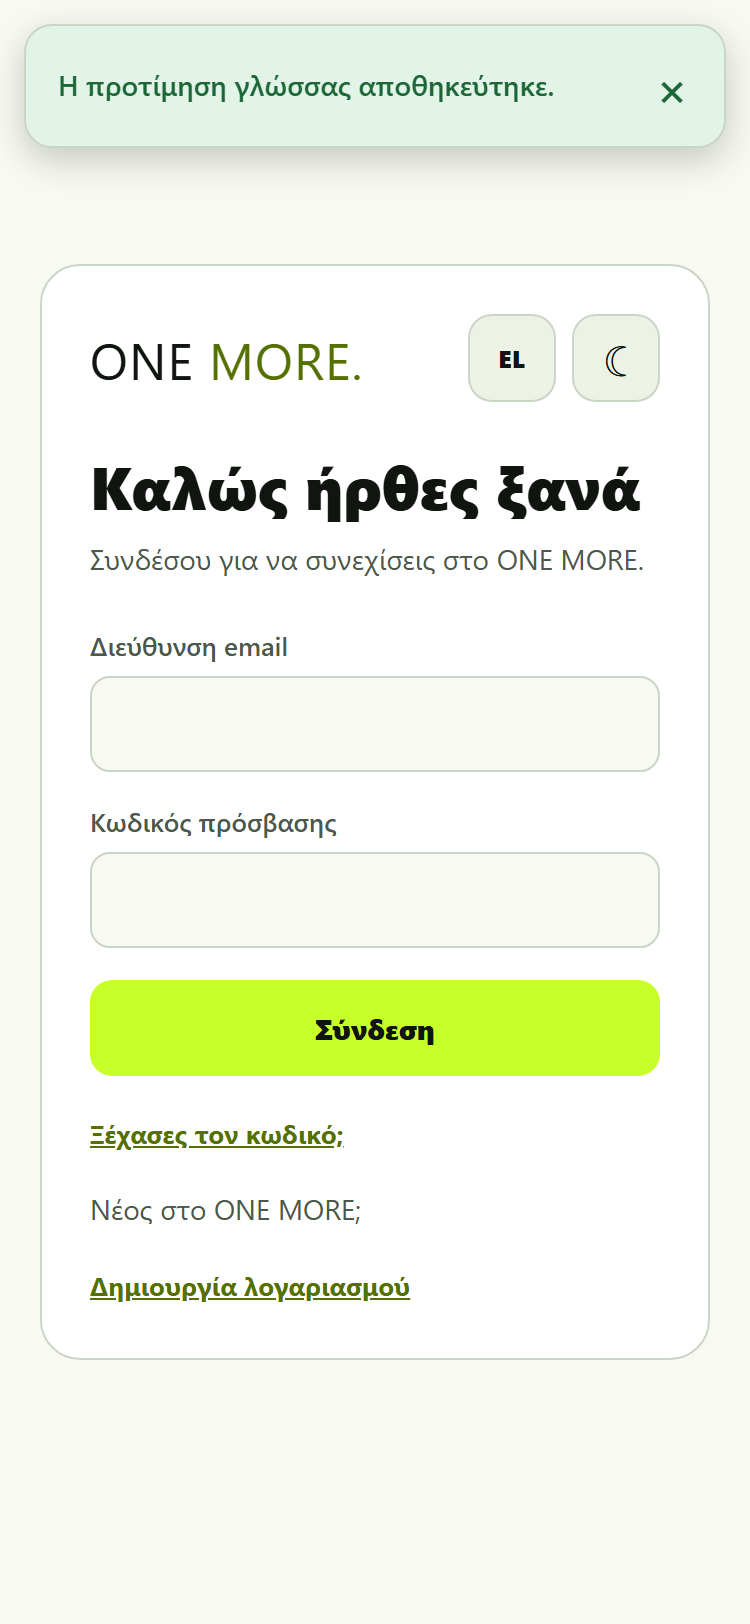 Η προτίμηση γλώσσας αποθηκεύτηκε.
ONE MORE.
EL
Καλώς ήρθες ξανά
Συνδέσου για να συνεχίσεις στο ONE MORE.
Διεύθυνση email
Κωδικός πρόσβασης
Σύνδεση
Ξέχασες τον κωδικό;
Νέος στο ONE MORE;
Δημιουργία λογαριασμού